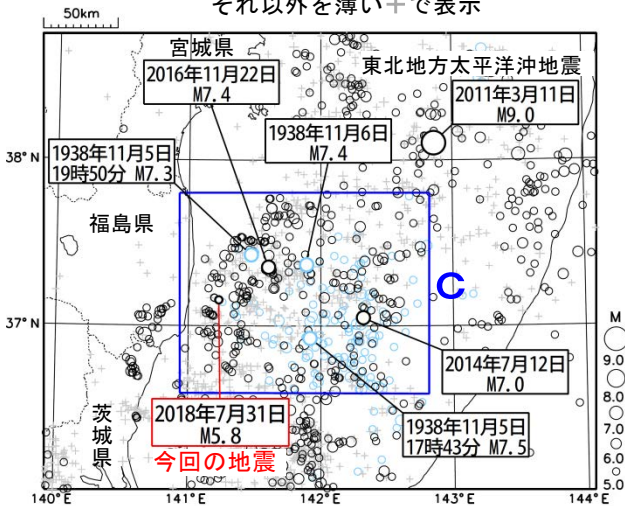 それ以外を薄い+で表示
50km
宮城県
2016年11月22日
M7.4
東北地方太平洋沖地震
2011年3月11日
M9.0
1938年11月6日
M7.4
1938年11月5日
19時50分 M7.3
38°N
福島県
C
37°N
2014年7月12日
M7.0
2018年7月31日
M5.8
今回の地震
1938年11月5日
17時43分 M7.5
茨城県
M
9.0
8.0
7.0
6.0
5.0
140°E
141°E
142°E
143°E
144°E